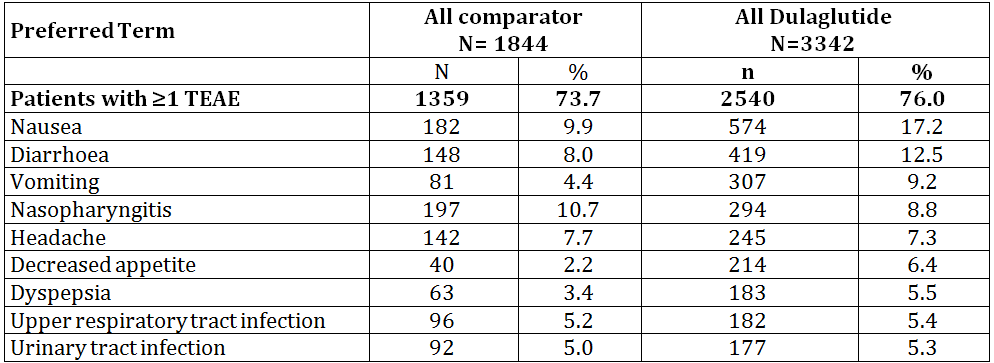 Preferred Term All comparator N= 1844 All Dulaglutide N=3342
N % n %
Patients with ≥1 TEAE 1359 73.7 2540 76.0
Nausea 182 9.9 574 17.2
Diarrhoea 148 8.0 419 12.5
Vomiting 81 4.4 307 9.2
Nasopharyngitis 197 10.7 294 8.8
Headache 142 7.7 245 7.3
Decreased appetite 40 2.2 214 6.4
Dyspepsia 63 3.4 183 5.5
Upper respiratory tract infection 96 5.2 182 5.4
Urinary tract infection 92 5.0 177 5.3